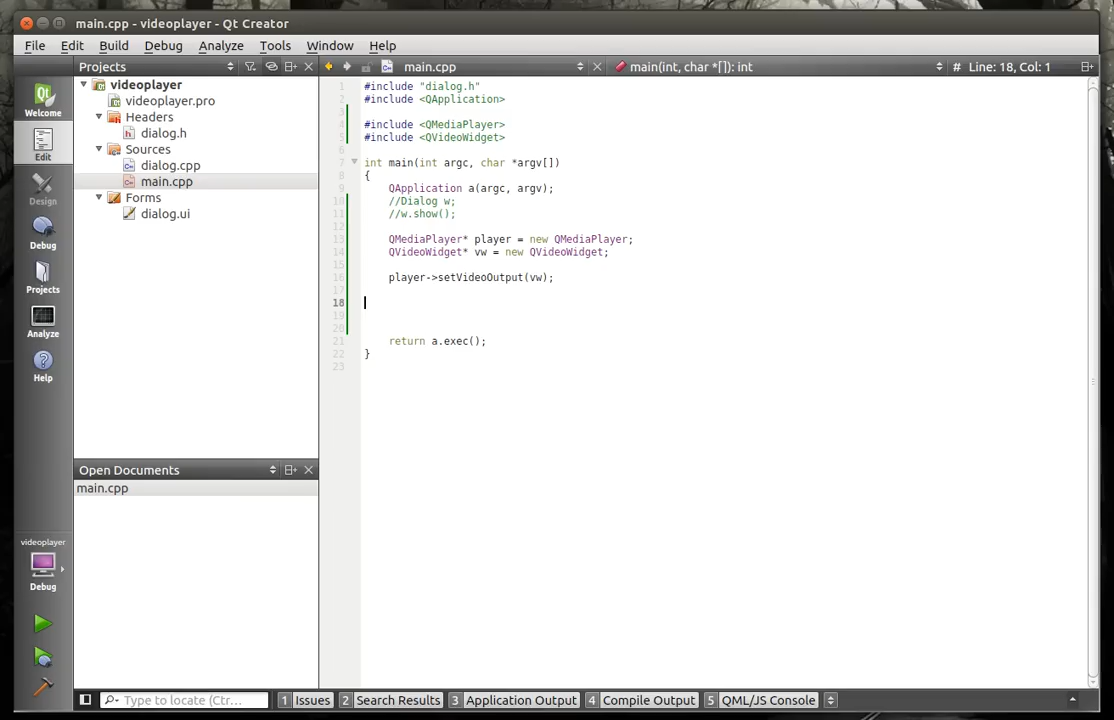 main.cpp - videoplayer - Qt Creator
File Edit Build Debug Analyze Tools Window Help
Projects
main.cpp
main(int, char *[]): int
# Line: 18, Col: 1
Welcome
Edit
Design
Debug
Projects
Analyze
Help
videoplayer
Debug
videoplayer
videoplayer.pro
Headers
dialog.h
Sources
dialog.cpp
main.cpp
Forms
dialog.ui
Open Documents
main.cpp
1 #include "dialog.h"
2 #include <QApplication>
3
4 #include <QMediaPlayer>
5 #include <QVideoWidget>
6
7 int main(int argc, char *argv[])
8 {
9 QApplication a(argc, argv);
10 //Dialog w;
11 //w.show();
12
13 QMediaPlayer* player = new QMediaPlayer;
14 QVideoWidget* vw = new QVideoWidget;
15
16 player->setVideoOutput(vw);
17
18
19
20
21 return a.exec();
22 }
23
Type to locate (Ctr...
1 Issues 2 Search Results 3 Application Output 4 Compile Output 5 QML/JS Console